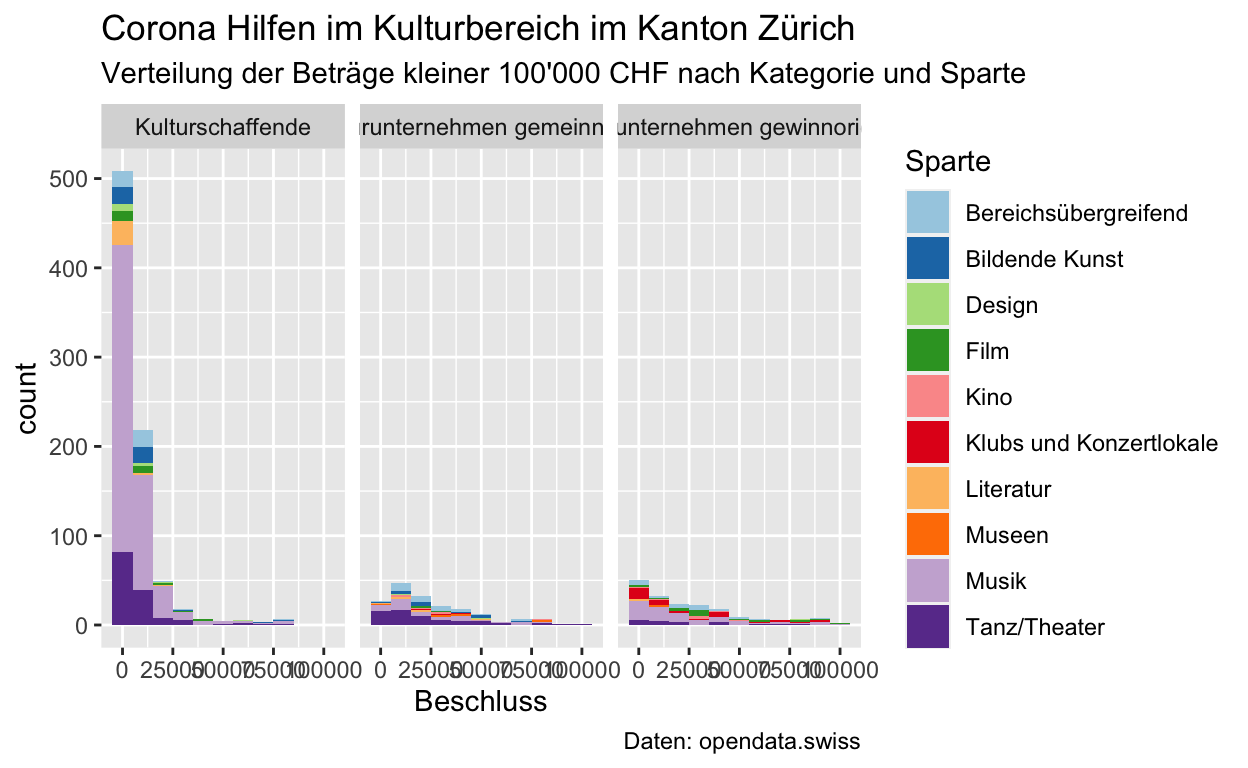 Corona Hilfen im Kulturbereich im Kanton Zürich
Verteilung der Beträge kleiner 100'000 CHF nach Kategorie und Sparte
Kulturschaffende
runternehmen gemeinn
unternehmen gewinnori
Sparte
Bereichsübergreifend
Bildende Kunst
Design
Film
Kino
Klubs und Konzertlokale
Literatur
Museen
Musik
Tanz/Theater
count
500
400
300
200
100
0
0 25000 50000 75000 100000
0 25000 50000 75000 100000
0 25000 50000 75000 100000
Beschluss
Daten: opendata.swiss